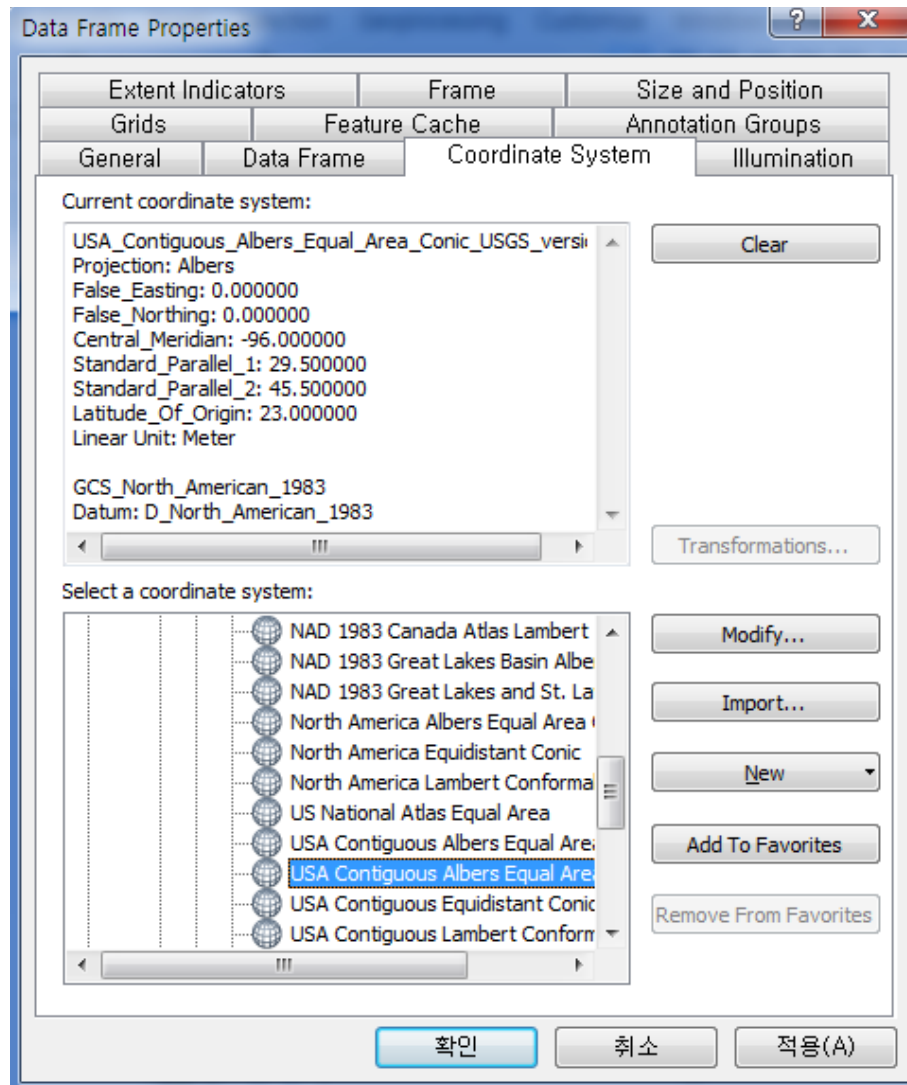 Data Frame Properties
?
X
Extent Indicators
Frame
Size and Position
Grids
Feature Cache
Annotation Groups
General
Data Frame
Coordinate System
Illumination
Current coordinate system:
USA_Contiguous_Albers_Equal_Area_Conic_USGS_versi
Projection: Albers
False_Easting: 0.000000
False_Northing: 0.000000
Central_Meridian: -96.000000
Standard_Parallel_1: 29.500000
Standard_Parallel_2: 45.500000
Latitude_Of_Origin: 23.000000
Linear Unit: Meter
GCS_North_American_1983
Datum: D_North_American_1983
Clear
Transformations...
Select a coordinate system:
NAD 1983 Canada Atlas Lambert
NAD 1983 Great Lakes Basin Albe
NAD 1983 Great Lakes and St. La
North America Albers Equal Area
North America Equidistant Conic
North America Lambert Conformal
US National Atlas Equal Area
USA Contiguous Albers Equal Area
USA Contiguous Albers Equal Area
USA Contiguous Equidistant Conic
USA Contiguous Lambert Conform
Modify...
Import...
New
Add To Favorites
Remove From Favorites
확인
취소
적용(A)